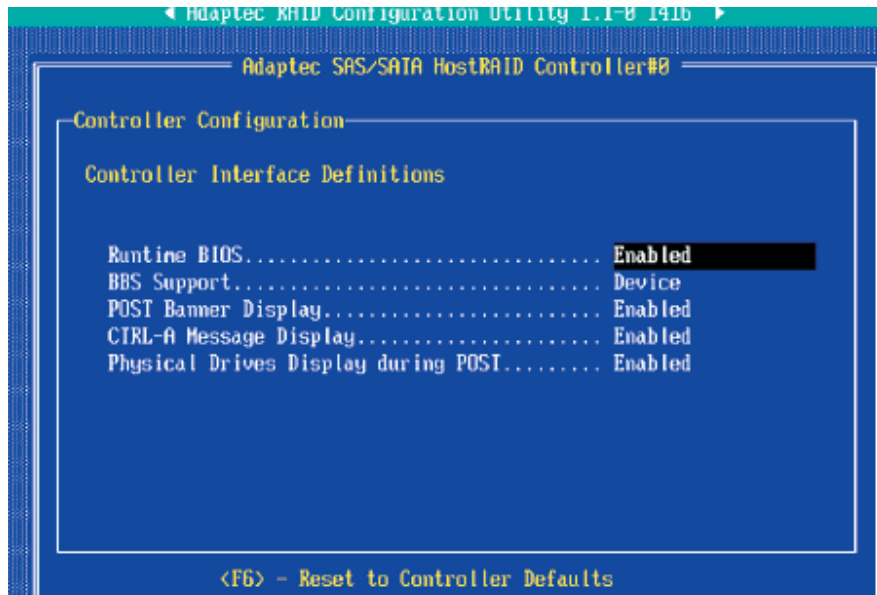 ◄ Adaptec RAID Configuration Utility 1.1-0 1416 ►
Adaptec SAS/SATA HostRAID Controller#0
Controller Configuration
Controller Interface Definitions
Runtime BIOS................................. Enabled
BBS Support.................................. Device
POST Banner Display......................... Enabled
CTRL-A Message Display...................... Enabled
Physical Drives Display during POST......... Enabled
<F6> - Reset to Controller Defaults